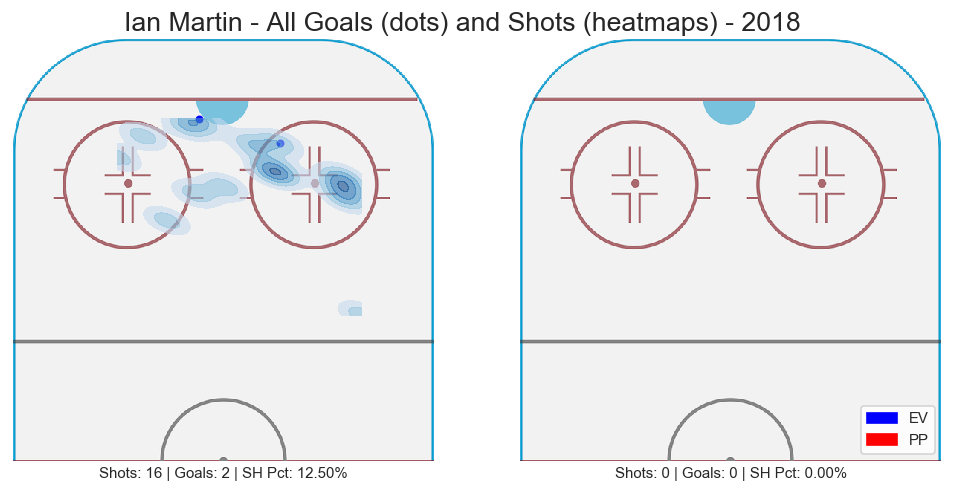 Ian Martin - All Goals (dots) and Shots (heatmaps) - 2018
EV
PP
Shots: 16 | Goals: 2 | SH Pct: 12.50%
Shots: 0 | Goals: 0 | SH Pct: 0.00%